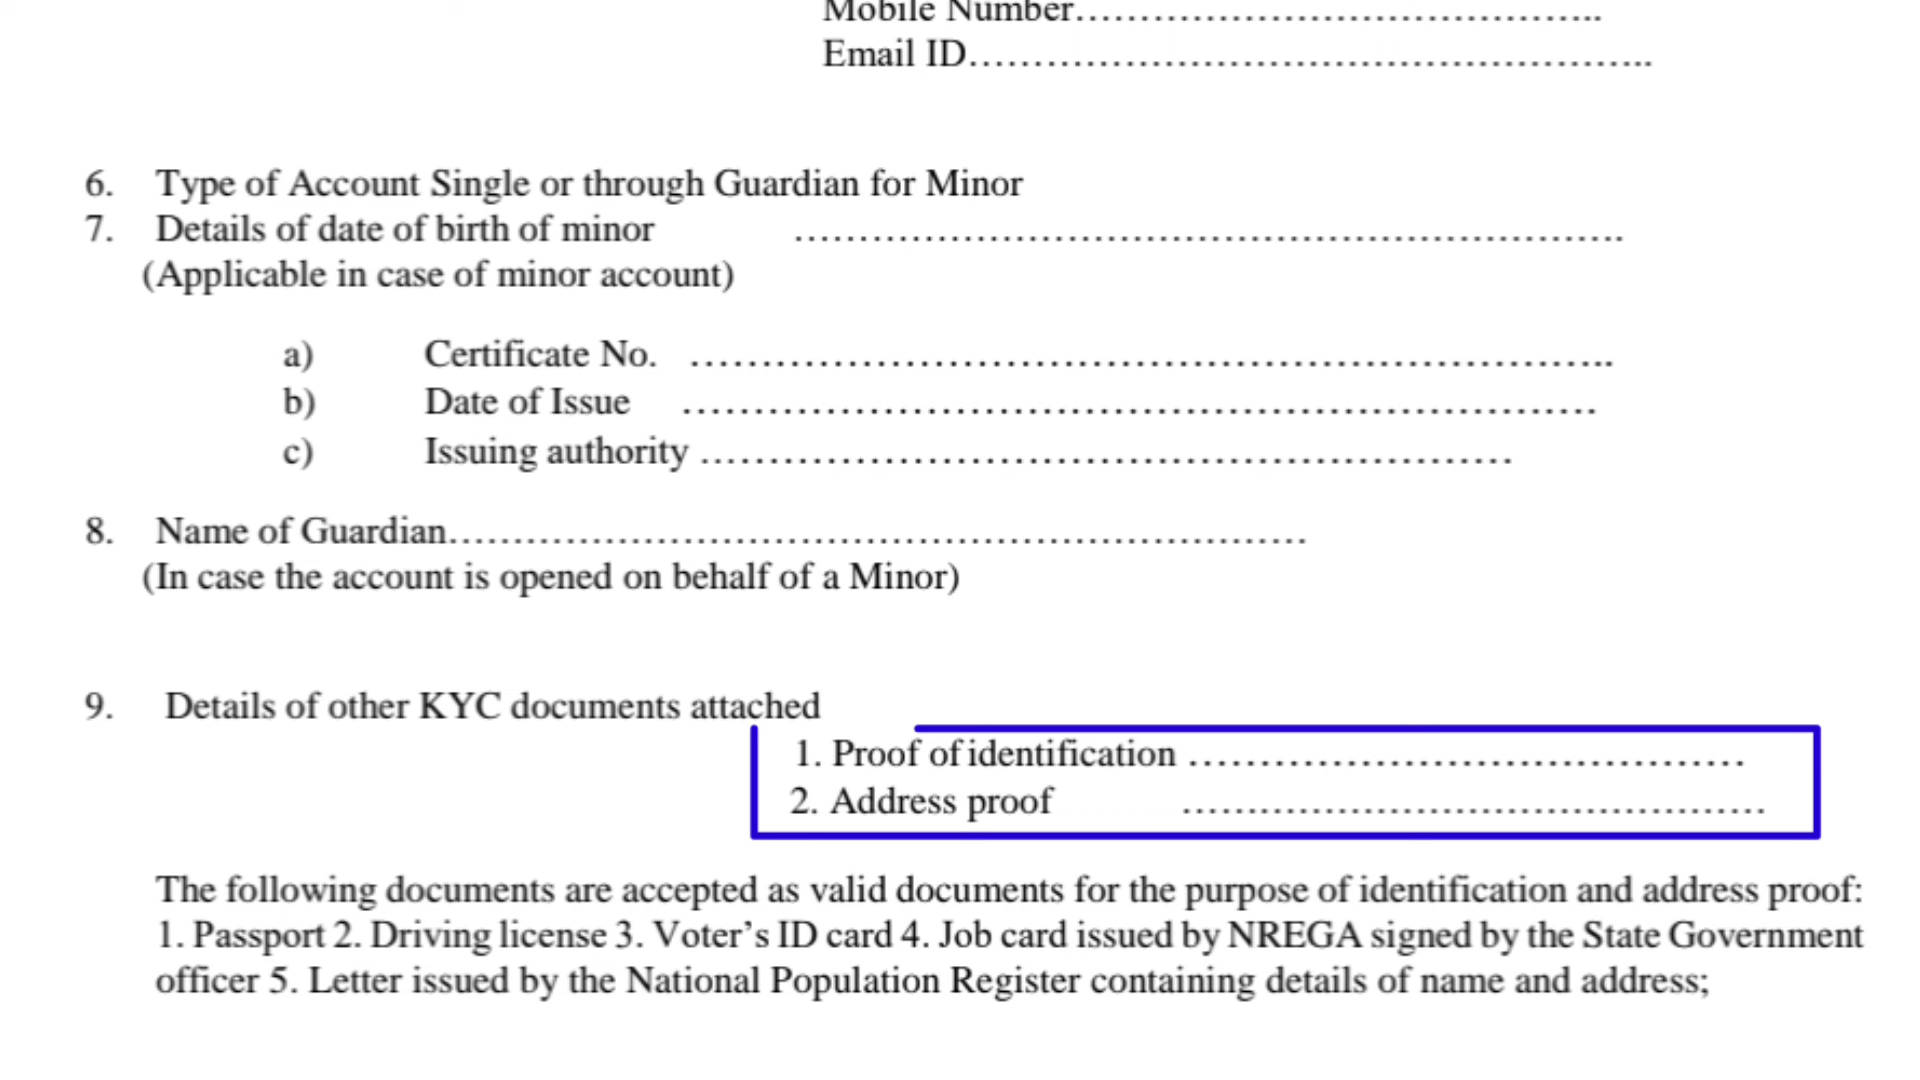 Mobile Number…………………………………..
Email ID……………………………………………..
6. Type of Account Single or through Guardian for Minor
7. Details of date of birth of minor ……………………………………………………….
(Applicable in case of minor account)
a) Certificate No. ……………………………………………………………..
b) Date of Issue ………………………………………………………………
c) Issuing authority ………………………………………………………
8. Name of Guardian…………………………………………………………
(In case the account is opened on behalf of a Minor)
9. Details of other KYC documents attached
1. Proof of identification …………………………………….
2. Address proof ………………………………………
The following documents are accepted as valid documents for the purpose of identification and address proof:
1. Passport 2. Driving license 3. Voter’s ID card 4. Job card issued by NREGA signed by the State Government
officer 5. Letter issued by the National Population Register containing details of name and address;